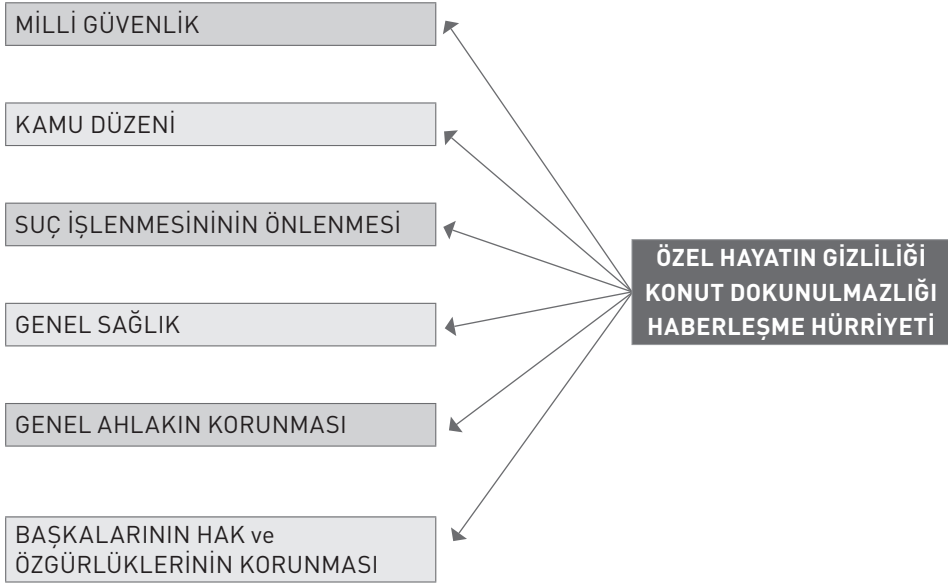 MİLLİ GÜVENLİK
KAMU DÜZENİ
SUÇ İŞLENMESİNİNİN ÖNLENMESİ
GENEL SAĞLIK
GENEL AHLAKIN KORUNMASI
BAŞKALARININ HAK ve
ÖZGÜRLÜKLERİNİN KORUNMASI
ÖZEL HAYATIN GİZLİLİĞİ
KONUT DOKUNULMAZLIĞI
HABERLEŞME HÜRRİYETİ